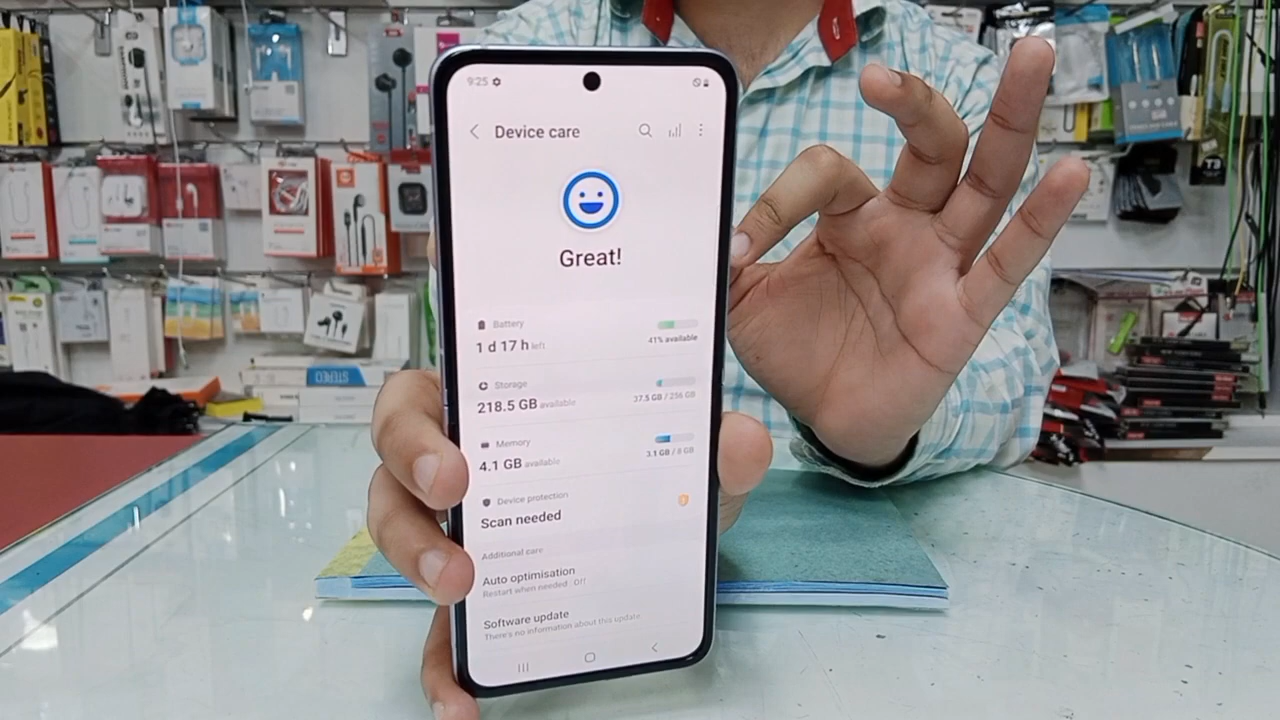 9:25
Device care
Great!
Battery
1 d 17 h left
41% available
Storage
218.5 GB available
37.5 GB / 256 GB
Memory
4.1 GB available
3.1 GB / 8 GB
Device protection
Scan needed
Additional care
Auto optimisation
Restart when needed : Off
Software update
There's no information about this update
STEREO
T3